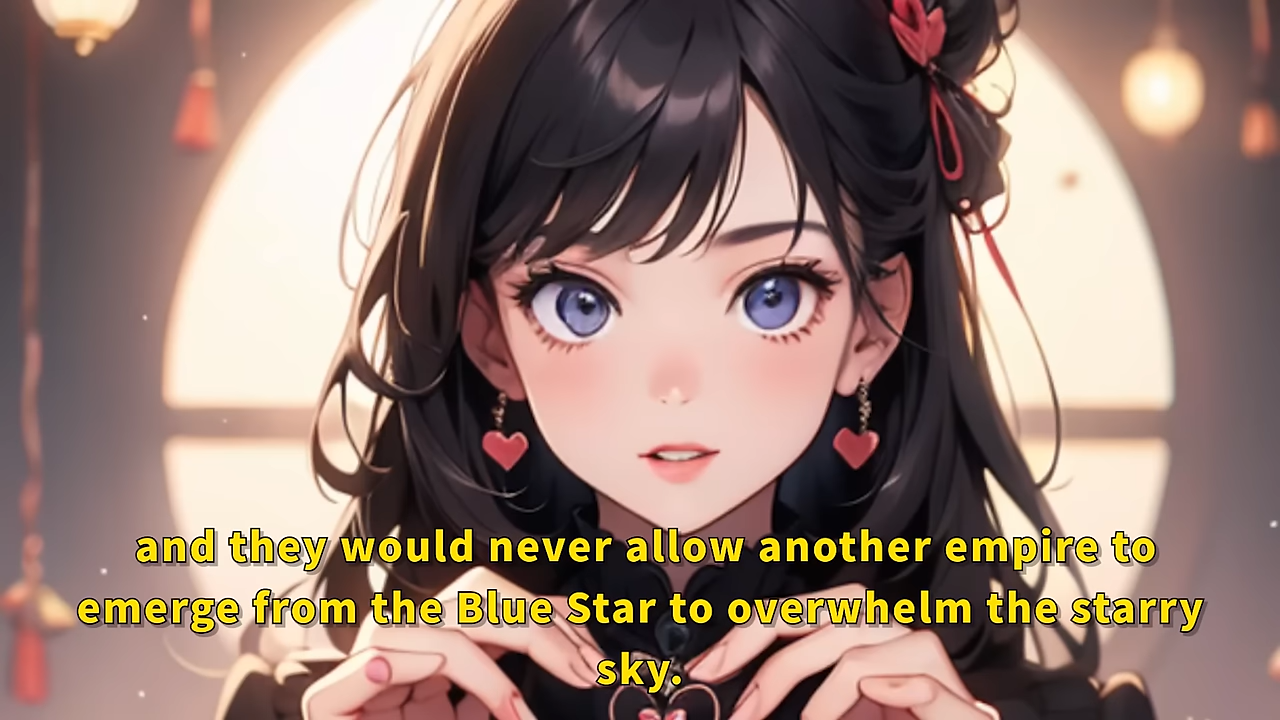 and they would never allow another empire to
emerge from the Blue Star to overwhelm the starry
sky.